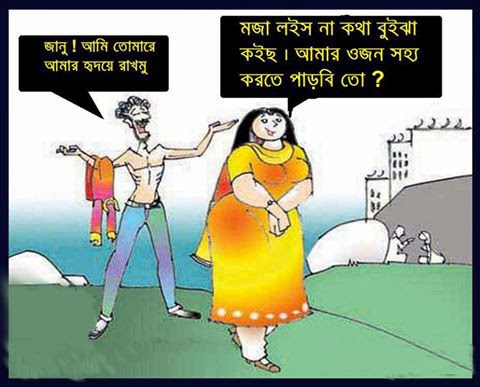 জানু ! আমি তোমারে
আমার হৃদয়ে রাখমু
মজা লইস না কথা বুইঝা
কইছ । আমার ওজন সহ্য
করতে পাড়বি তো ?